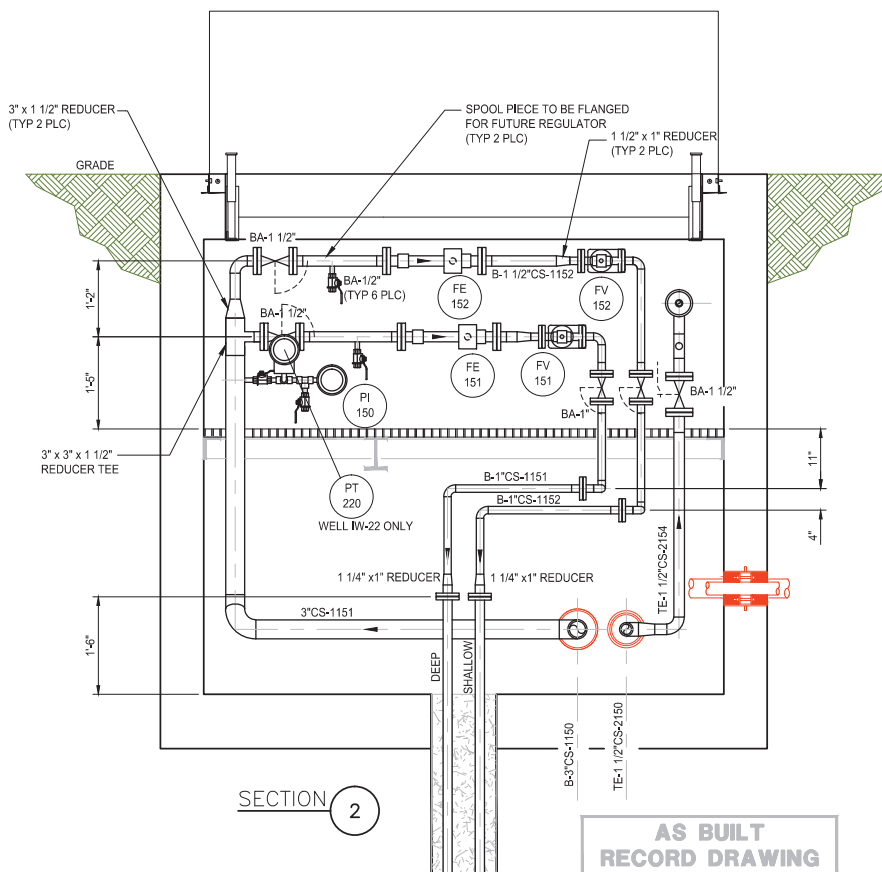 3" x 1 1/2" REDUCER
(TYP 2 PLC)
SPOOL PIECE TO BE FLANGED
FOR FUTURE REGULATOR
(TYP 2 PLC)
1 1/2" x 1" REDUCER
(TYP 2 PLC)
GRADE
BA-1 1/2"
BA-1/2"
(TYP 6 PLC)
B-1 1/2"CS-1152
FE
152
FV
152
1'-2"
BA-1 1/2"
FE
151
FV
151
1'-5"
PI
150
BA-1"
BA-1 1/2"
3" x 3" x 1 1/2"
REDUCER TEE
PT
220
WELL IW-22 ONLY
B-1"CS-1151
B-1"CS-1152
11"
4"
1 1/4" x1" REDUCER
1 1/4" x1" REDUCER
TE-1 1/2"CS-2154
3"CS-1151
1'-6"
DEEP
SHALLOW
B-3"CS-1150
TE-1 1/2"CS-2150
SECTION 2
AS BUILT
RECORD DRAWING